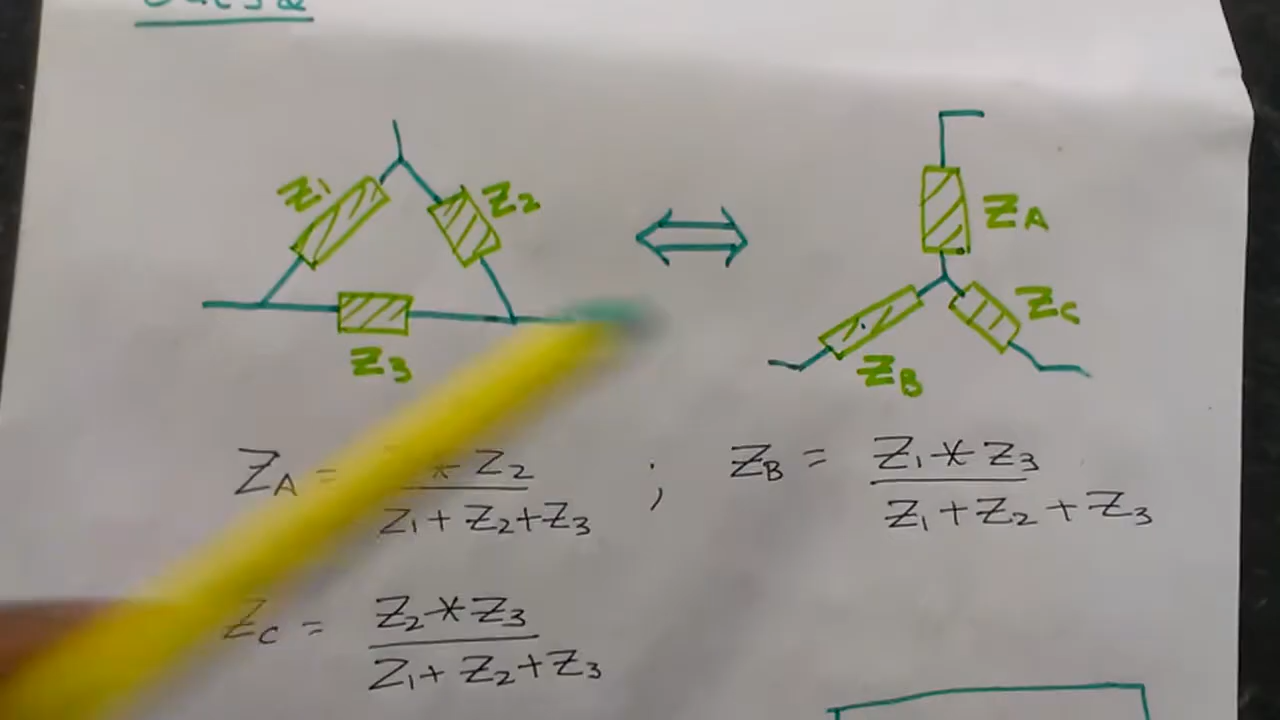 Z1
Z2
Z3
ZA
ZB
ZC
ZA = * Z2 / Z1 + Z2 + Z3 ; ZB = Z1 * Z3 / Z1 + Z2 + Z3
ZC = Z2 * Z3 / Z1 + Z2 + Z3